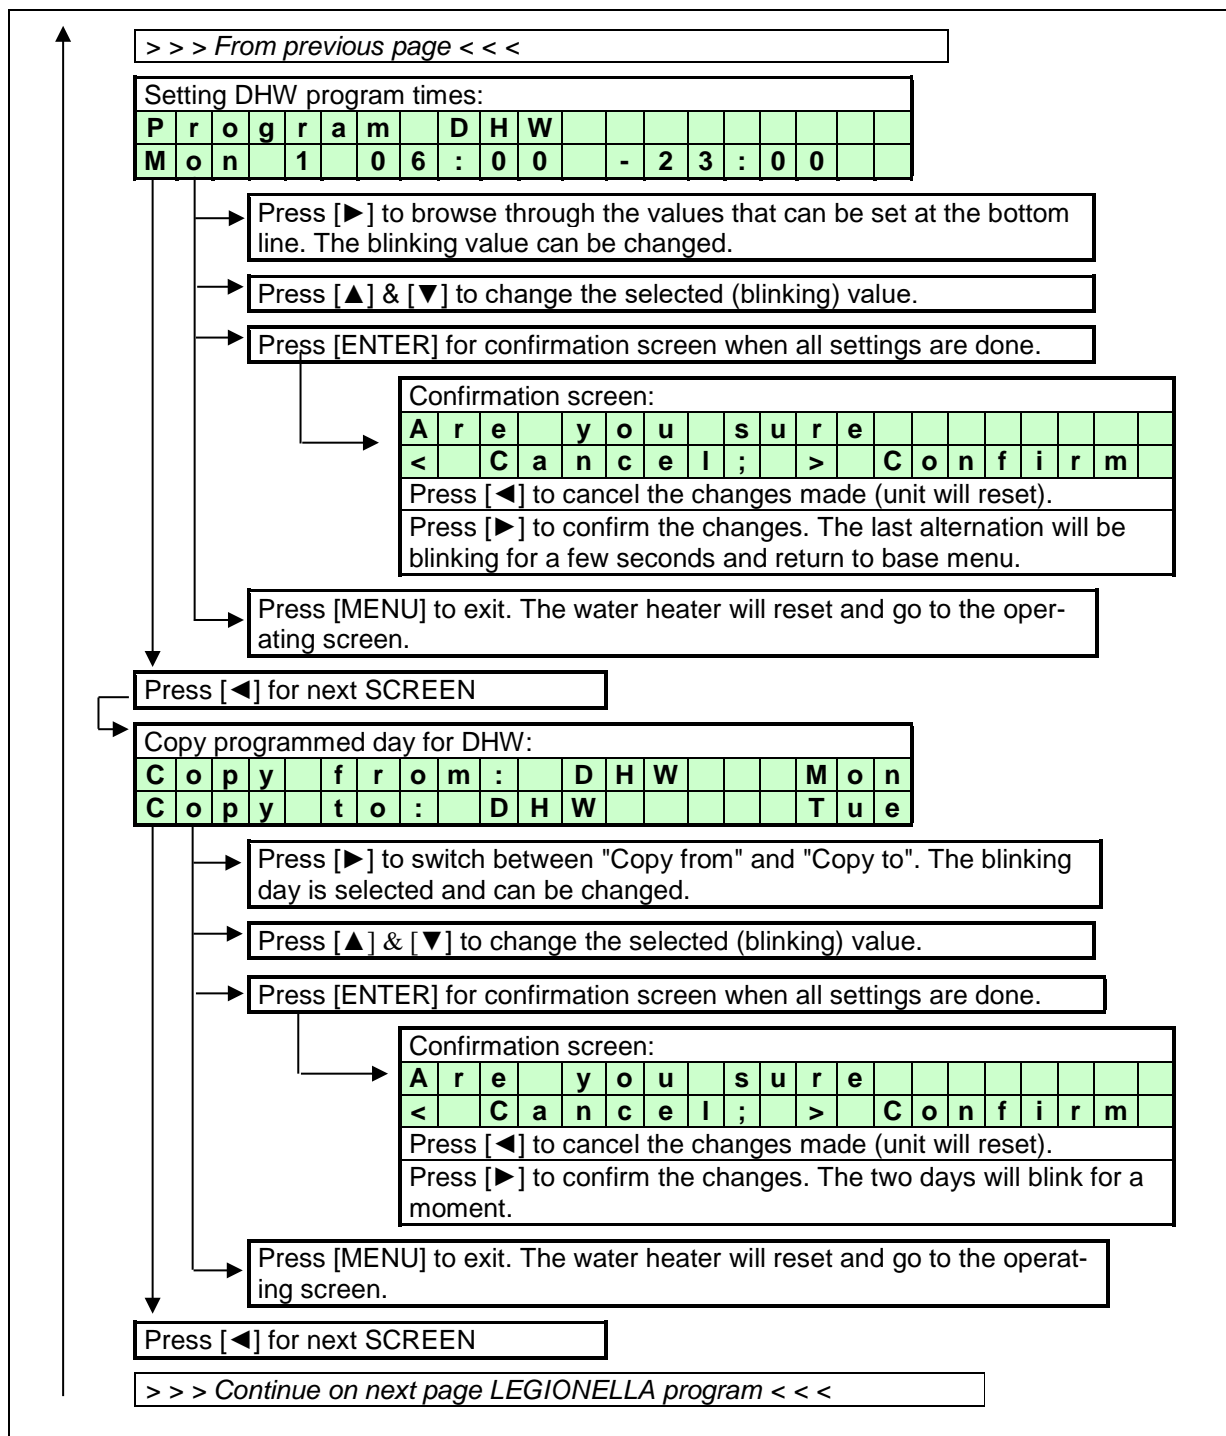 > > > From previous page < < <
Setting DHW program times:
Program DHW
Mon 1 06:00 -23:00
Press [►] to browse through the values that can be set at the bottom
line. The blinking value can be changed.
Press [▲] & [▼] to change the selected (blinking) value.
Press [ENTER] for confirmation screen when all settings are done.
Confirmation screen:
Are you sure
< Cancel; > Confirm
Press [◄] to cancel the changes made (unit will reset).
Press [►] to confirm the changes. The last alternation will be
blinking for a few seconds and return to base menu.
Press [MENU] to exit. The water heater will reset and go to the oper-
ating screen.
Press [◄] for next SCREEN
Copy programmed day for DHW:
Copy from: DHW Mon
Copy to: DHW Tue
Press [►] to switch between "Copy from" and "Copy to". The blinking
day is selected and can be changed.
Press [▲] & [▼] to change the selected (blinking) value.
Press [ENTER] for confirmation screen when all settings are done.
Confirmation screen:
Are you sure
< Cancel; > Confirm
Press [◄] to cancel the changes made (unit will reset).
Press [►] to confirm the changes. The two days will blink for a
moment.
Press [MENU] to exit. The water heater will reset and go to the operat-
ing screen.
Press [◄] for next SCREEN
> > > Continue on next page LEGIONELLA program < < <